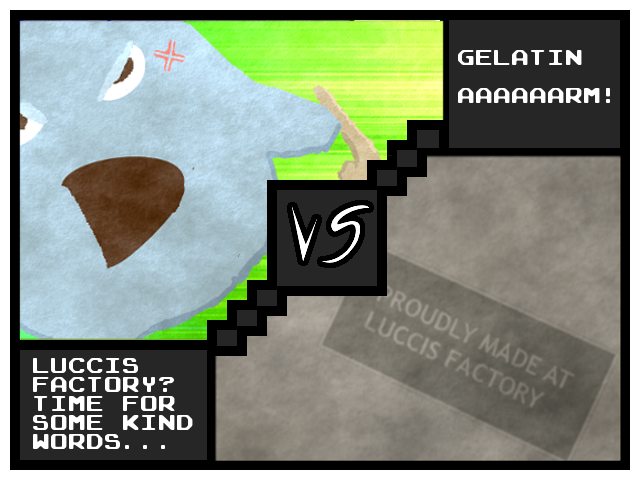 GELATIN
AAAAAARM!
VS
PROUDLY MADE AT
LUCCIS FACTORY
LUCCIS
FACTORY?
TIME FOR
SOME KIND
WORDS...